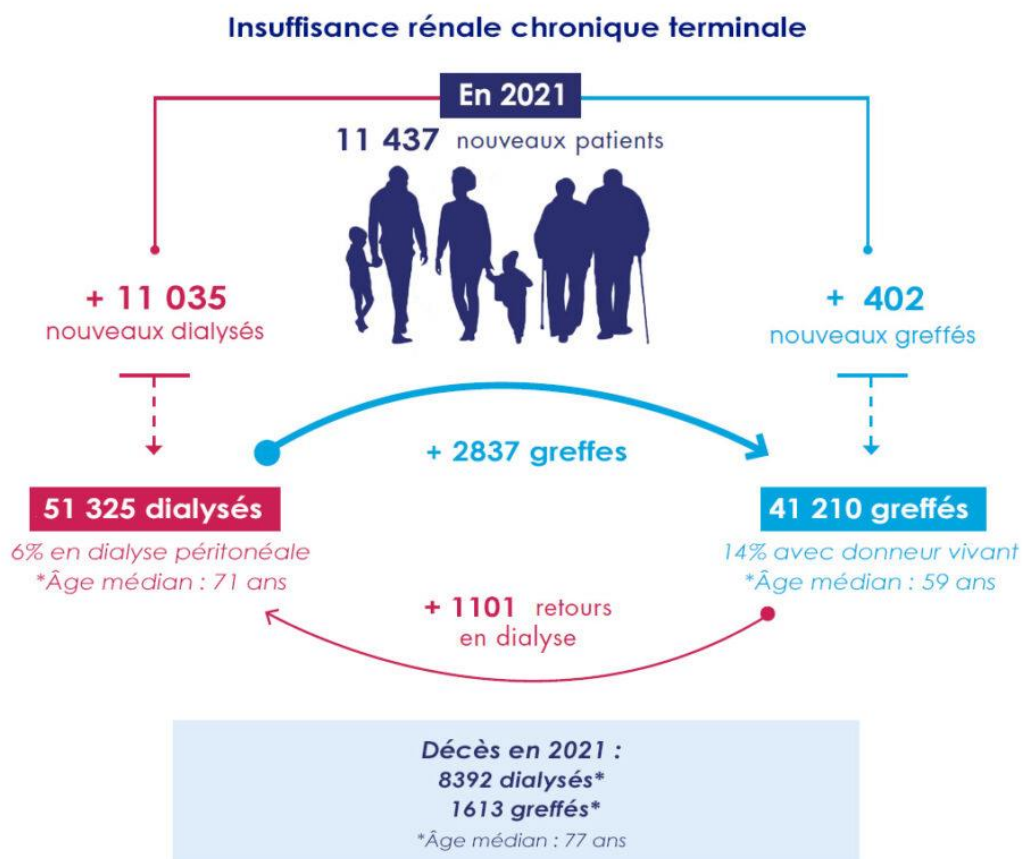 Insuffisance rénale chronique terminale
En 2021
11 437 nouveaux patients
+ 11 035
nouveaux dialysés
+ 402
nouveaux greffés
+ 2837 greffes
51 325 dialysés
6% en dialyse péritonéale
*Âge médian : 71 ans
41 210 greffés
14% avec donneur vivant
*Âge médian : 59 ans
+ 1101 retours
en dialyse
Décès en 2021 :
8392 dialysés*
1613 greffés*
*Âge médian : 77 ans